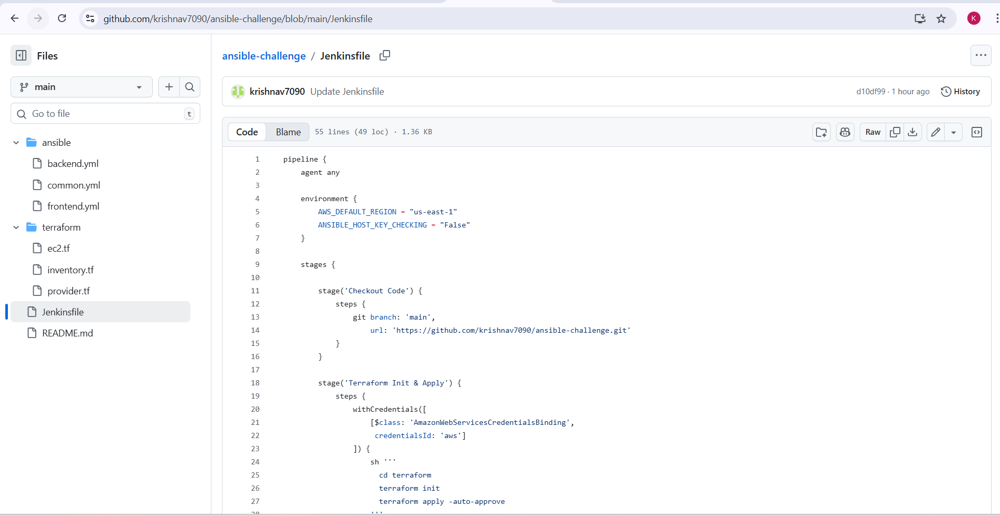 github.com/krishnav7090/ansible-challenge/blob/main/Jenkinsfile
K
Files
main
Go to file
t
ansible
backend.yml
common.yml
frontend.yml
terraform
ec2.tf
inventory.tf
provider.tf
Jenkinsfile
README.md
ansible-challenge / Jenkinsfile
krishnav7090 Update Jenkinsfile
d10df99 · 1 hour ago
History
Code
Blame
55 lines (49 loc) · 1.36 KB
Raw
1 pipeline {
2     agent any
3
4     environment {
5         AWS_DEFAULT_REGION = "us-east-1"
6         ANSIBLE_HOST_KEY_CHECKING = "False"
7     }
8
9     stages {
10
11         stage('Checkout Code') {
12             steps {
13                 git branch: 'main',
14                     url: 'https://github.com/krishnav7090/ansible-challenge.git'
15             }
16         }
17
18         stage('Terraform Init & Apply') {
19             steps {
20                 withCredentials([
21                     [$class: 'AmazonWebServicesCredentialsBinding',
22                      credentialsId: 'aws']
23                 ]) {
24                     sh '''
25                       cd terraform
26                       terraform init
27                       terraform apply -auto-approve
28                     '''